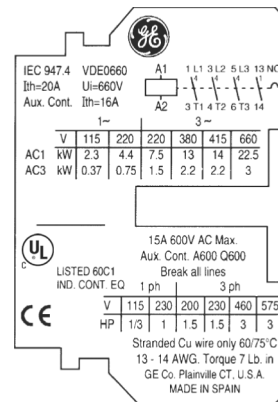 GE
IEC 947.4 VDE0660
Ith=20A Ui=660V
Aux. Cont. Ith=16A
A1 1 L1 3 L2 5 L3 13 NO
A2 2 T1 4 T2 6 T3 14
1~ 3~
V 115 220 220 380 415 660
AC1 kW 2.3 4.4 7.5 13 14 22.5
AC3 kW 0.37 0.75 1.5 2.2 2.2 3
UL
C
LISTED 60C1
IND. CONT. EQ
15A 600V AC Max.
Aux. Cont. A600 Q600
Break all lines
1 ph 3 ph
V 115 230 200 230 460 575
HP 1/3 1 1.5 1.5 3 3
CE
Stranded Cu wire only 60/75°C
13 - 14 AWG. Torque 7 Lb. in
GE Co. Plainville CT, U.S.A.
MADE IN SPAIN